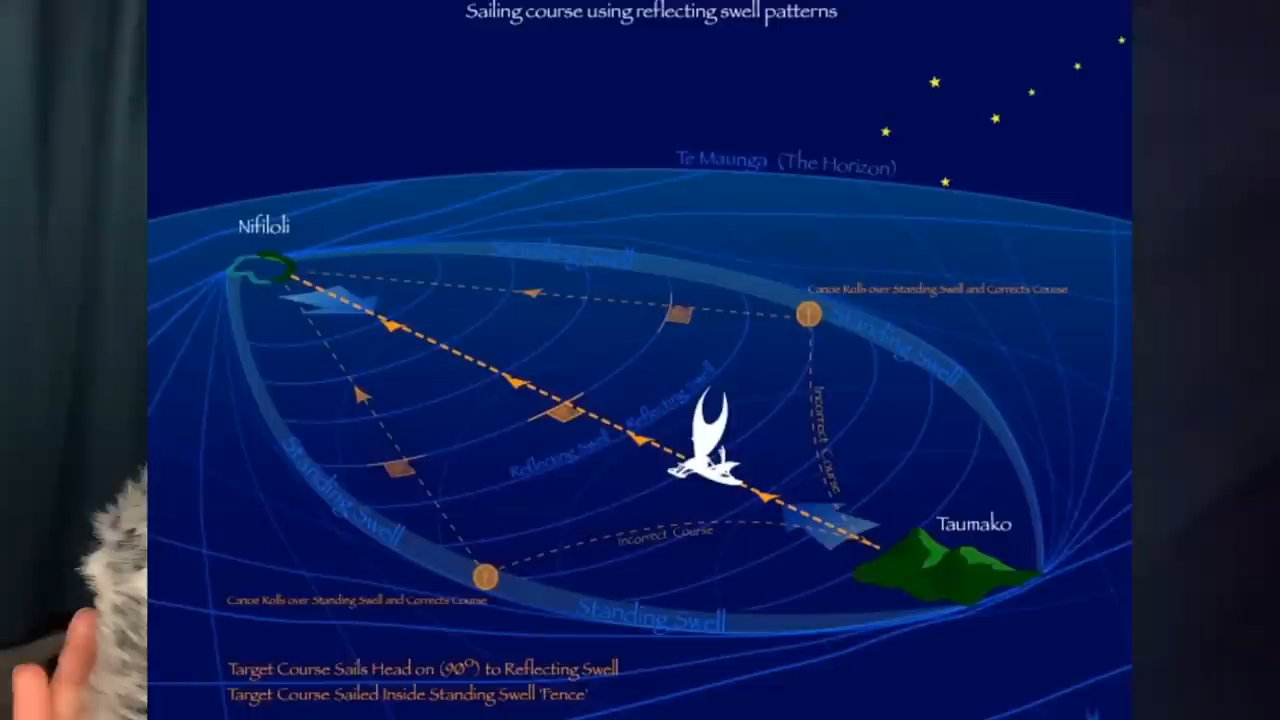 Sailing course using reflecting swell patterns
Te Maunga (The Horizon)
Nifiloli
Standing Swell
Canoe Rolls over Standing Swell and Corrects Course
Standing Swell
Incorrect Course
Reflecting Swell
Reflecting Swell
Taumako
Standing Swell
Incorrect Course
Canoe Rolls over Standing Swell and Corrects Course
Standing Swell
Target Course Sails Head on (90°) to Reflecting Swell
Target Course Sailed Inside Standing Swell 'Fence'